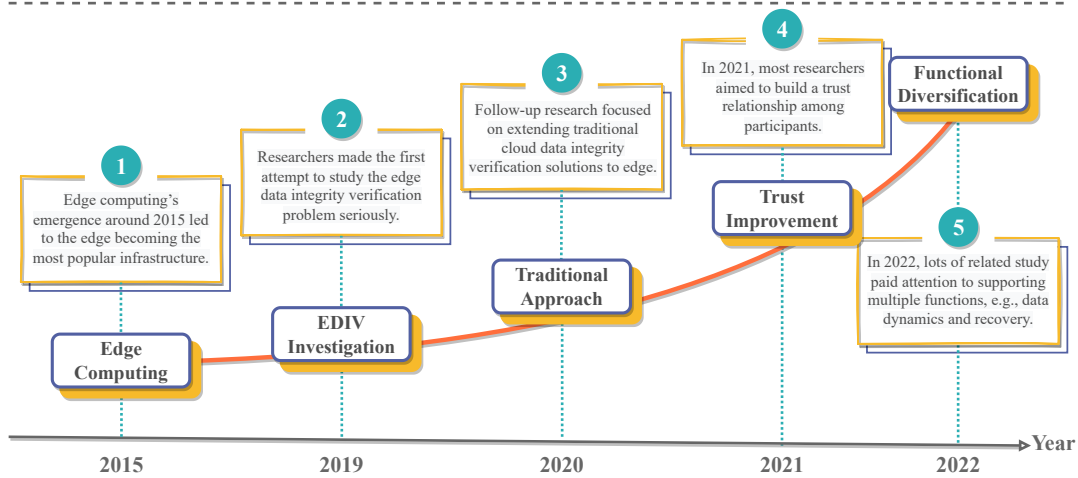 1
Edge computing's
emergence around 2015 led
to the edge becoming the
most popular infrastructure.
Edge
Computing
2015
2
Researchers made the first
attempt to study the edge
data integrity verification
problem seriously.
EDIV
Investigation
2019
3
Follow-up research focused
on extending traditional
cloud data integrity
verification solutions to edge.
Traditional
Approach
2020
4
In 2021, most researchers
aimed to build a trust
relationship among
participants.
Trust
Improvement
2021
Functional
Diversification
5
In 2022, lots of related study
paid attention to supporting
multiple functions, e.g., data
dynamics and recovery.
2022
Year